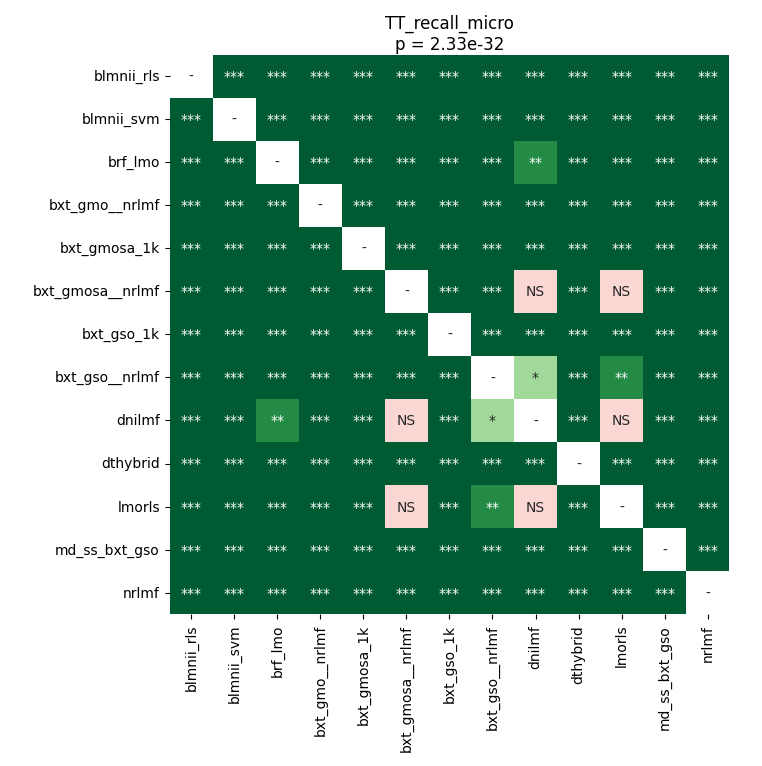 TT_recall_micro
p = 2.33e-32
blmnii_rls - *** *** *** *** *** *** *** *** *** *** *** ***
blmnii_svm *** - *** *** *** *** *** *** *** *** *** *** ***
brf_lmo *** *** - *** *** *** *** *** ** *** *** *** ***
bxt_gmo__nrlmf *** *** *** - *** *** *** *** *** *** *** *** ***
bxt_gmosa_1k *** *** *** *** - *** *** *** *** *** *** *** ***
bxt_gmosa__nrlmf *** *** *** *** *** - *** *** NS *** NS *** ***
bxt_gso_1k *** *** *** *** *** *** - *** *** *** *** *** ***
bxt_gso__nrlmf *** *** *** *** *** *** *** - * *** ** *** ***
dnilmf *** *** ** *** *** NS *** * - *** NS *** ***
dthybrid *** *** *** *** *** *** *** *** *** - *** *** ***
lmorls *** *** *** *** *** NS *** ** NS *** - *** ***
md_ss_bxt_gso *** *** *** *** *** *** *** *** *** *** *** - ***
nrlmf *** *** *** *** *** *** *** *** *** *** *** *** -
blmnii_rls
blmnii_svm
brf_lmo
bxt_gmo__nrlmf
bxt_gmosa_1k
bxt_gmosa__nrlmf
bxt_gso_1k
bxt_gso__nrlmf
dnilmf
dthybrid
lmorls
md_ss_bxt_gso
nrlmf